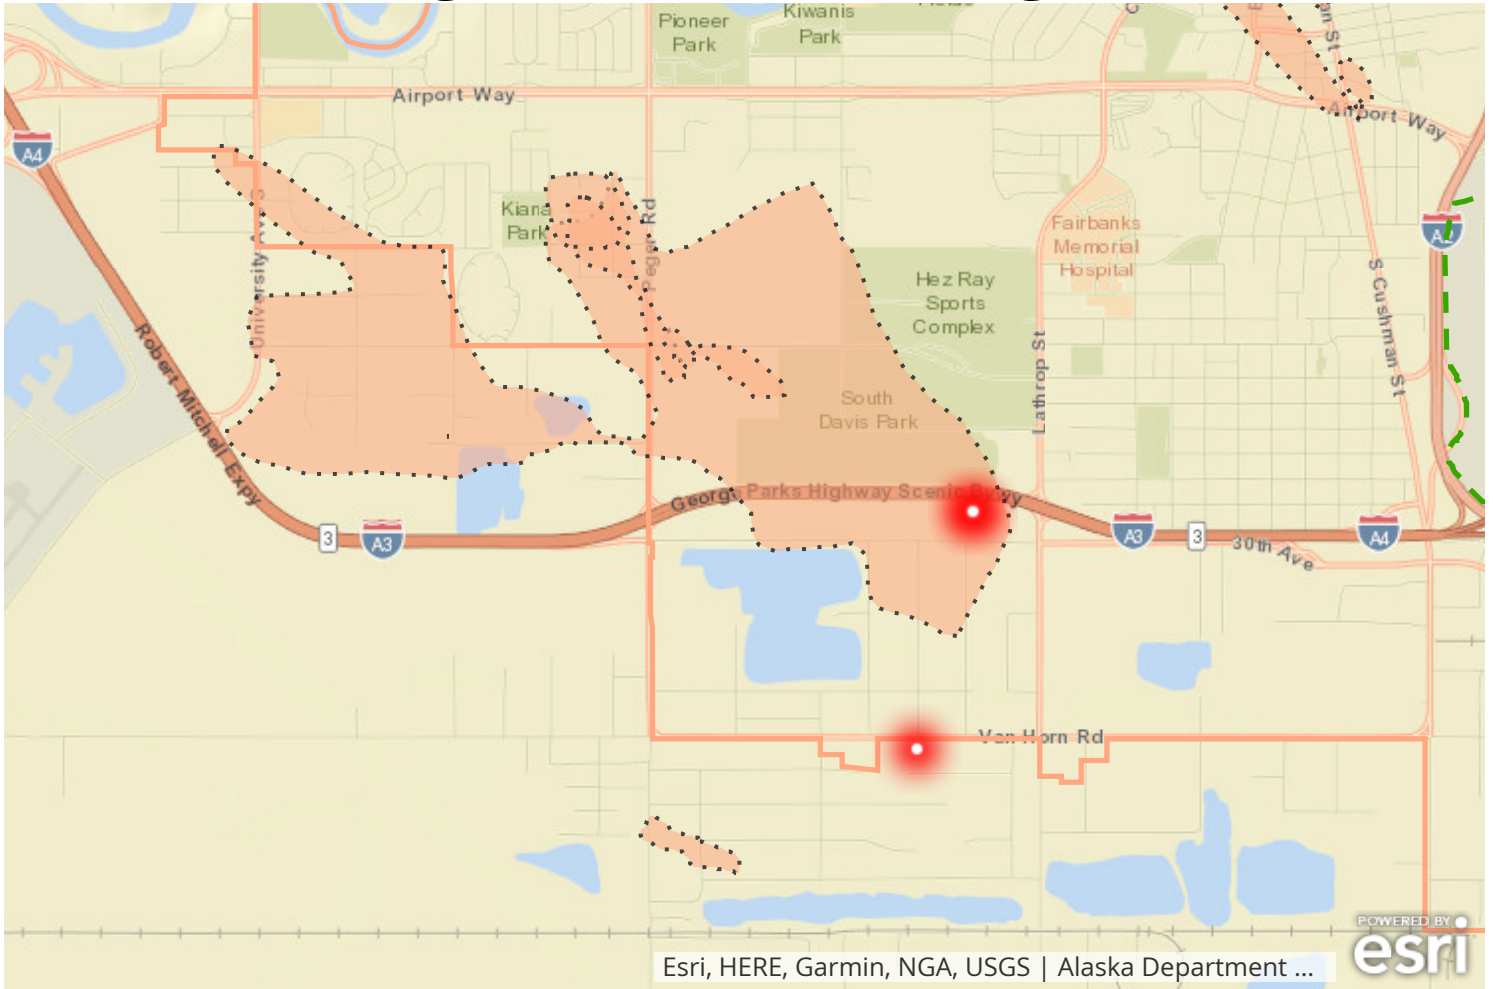 Pioneer
Park
Kiwanis
Park
Airport Way
Airport Way
A4
Kiana
Park
University Ave S
Peger Rd
Fairbanks
Memorial
Hospital
A2
Hez Ray
Sports
Complex
S Cushman St
Robert Mitchell Expy
Lathrop St
South
Davis Park
George Parks Highway Scenic Byway
3
A3
A3
3
30th Ave
A4
Van Horn Rd
POWERED BY
esri
Esri, HERE, Garmin, NGA, USGS | Alaska Department ...